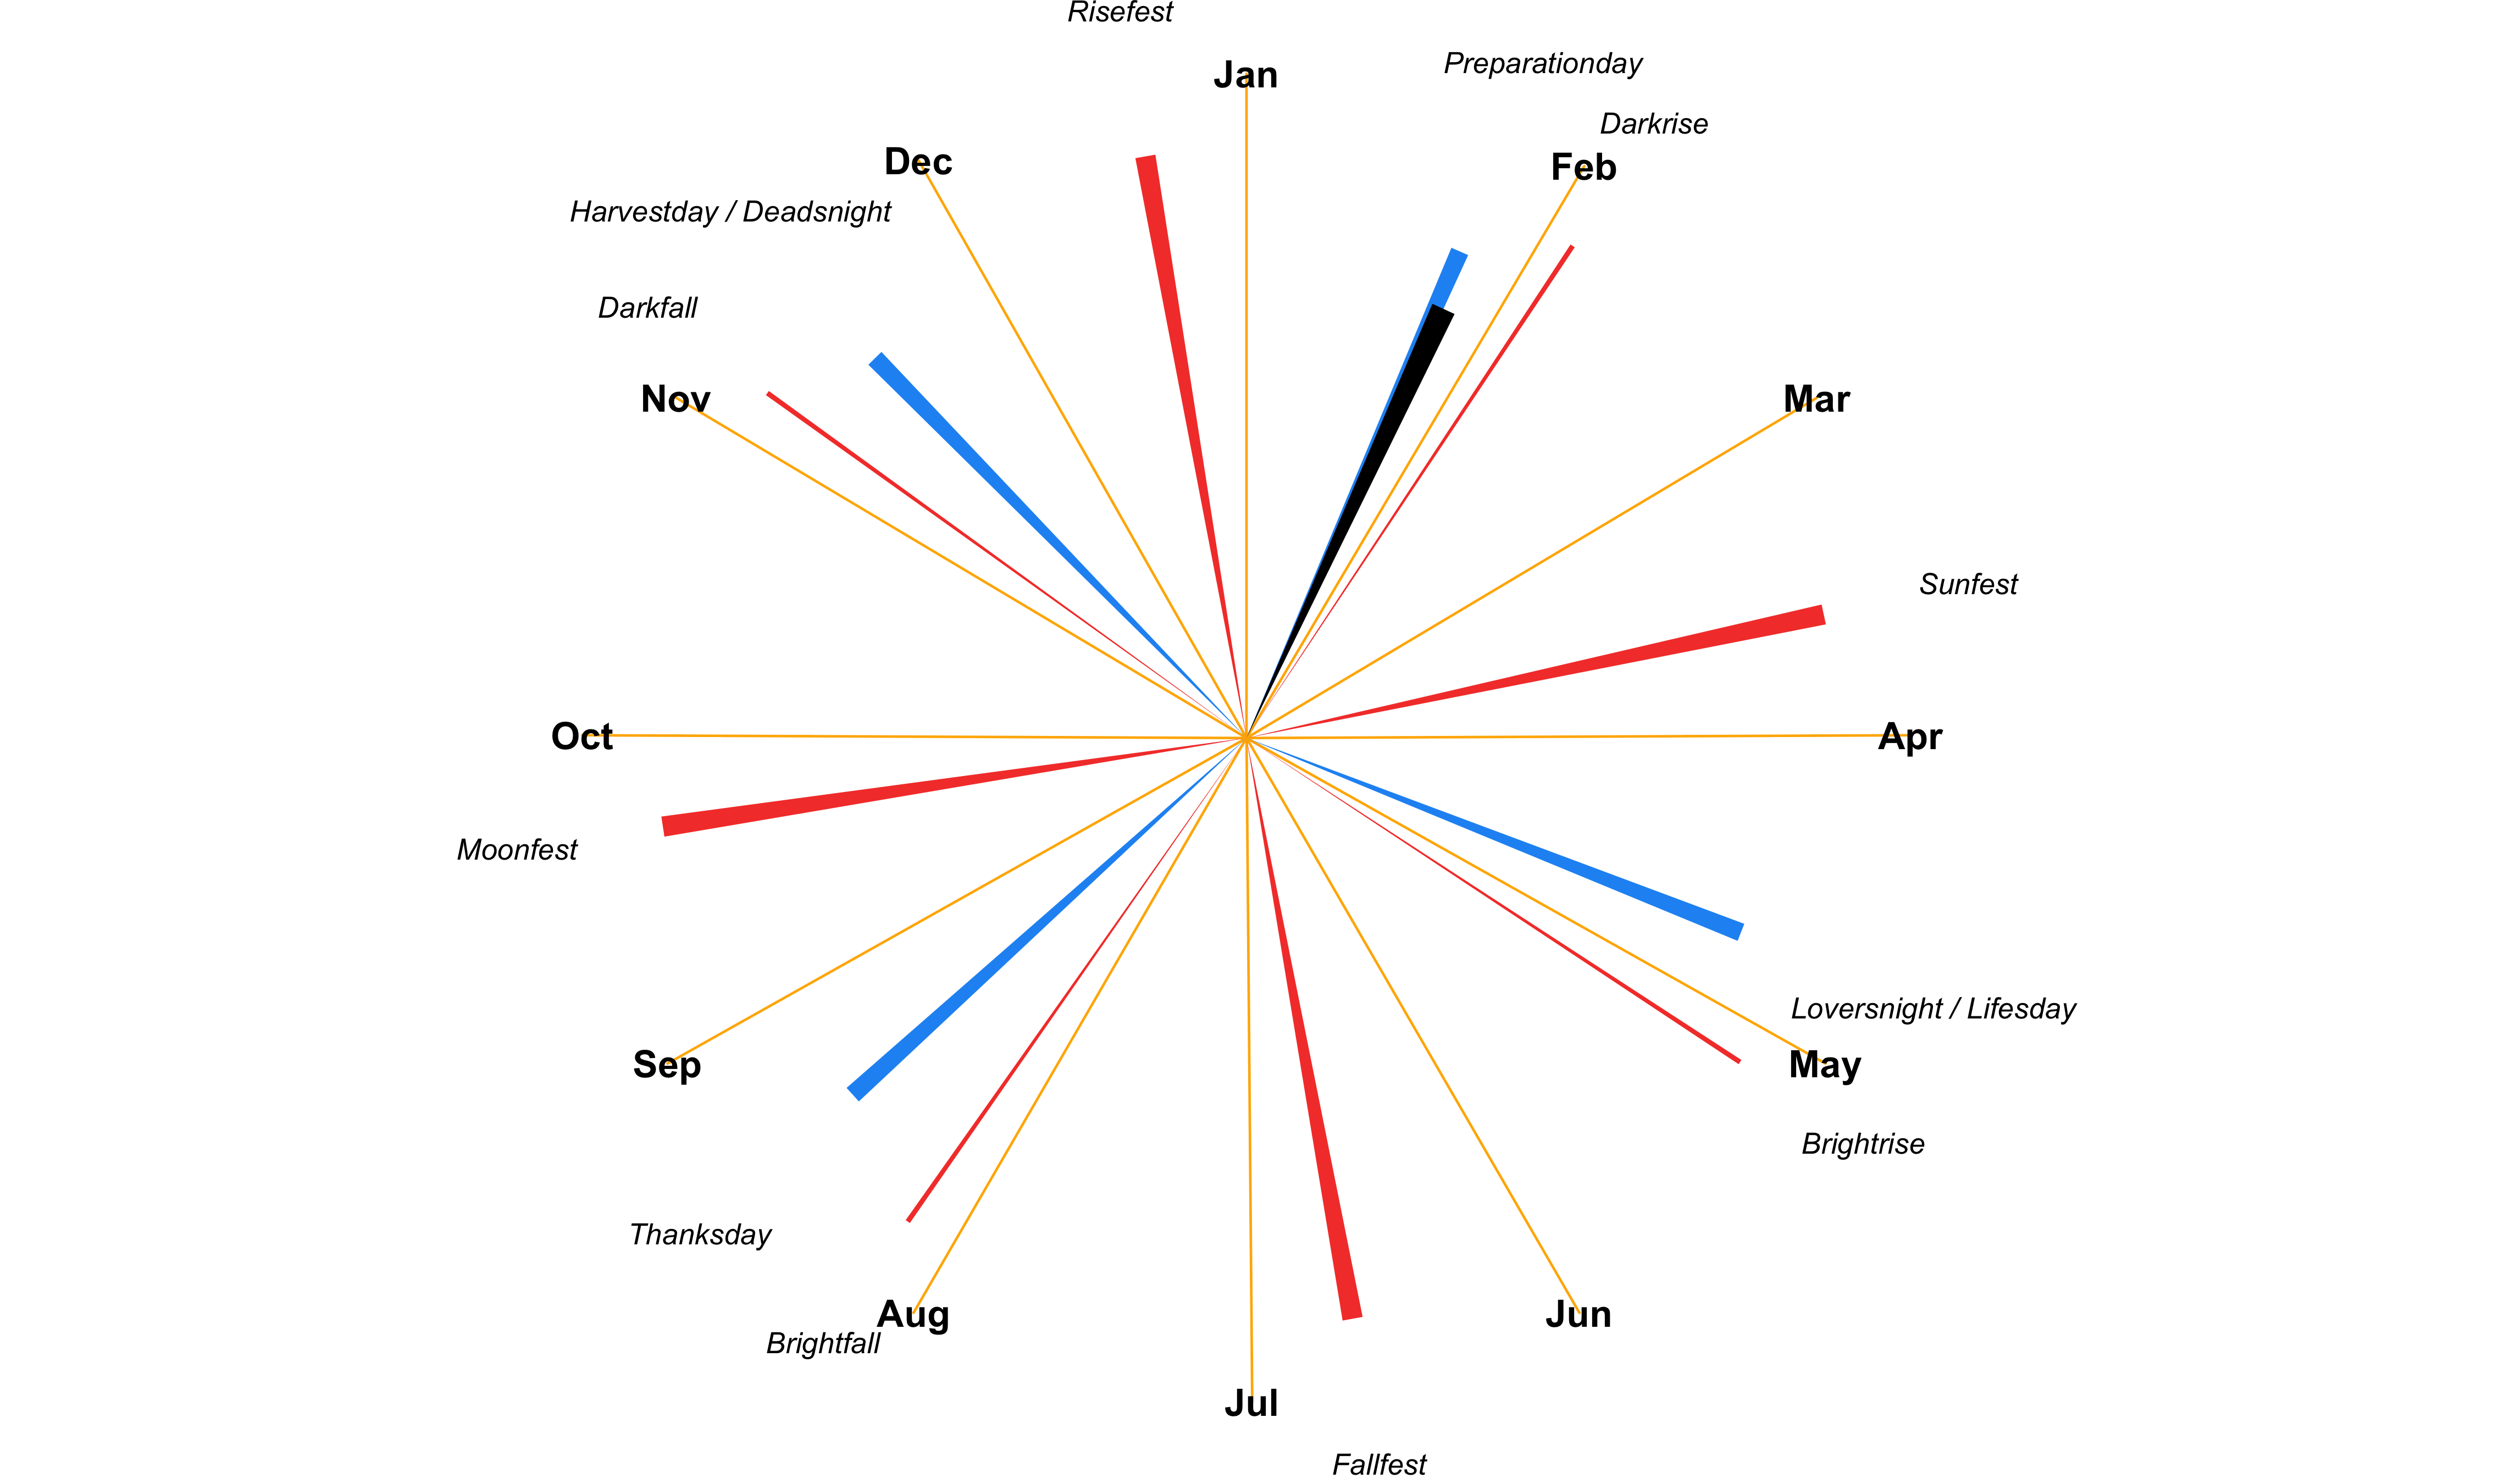 Risefest
Preparationday
Jan
Darkrise
Dec
Feb
Harvestday / Deadsnight
Darkfall
Nov
Mar
Sunfest
Oct
Apr
Moonfest
Loversnight / Lifesday
Sep
May
Brightrise
Thanksday
Aug
Jun
Brightfall
Jul
Fallfest